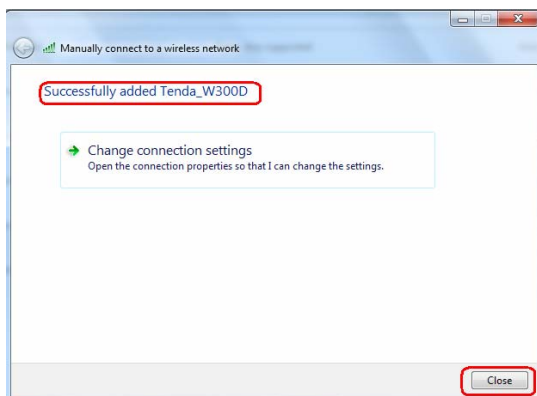 Manually connect to a wireless network
Successfully added Tenda_W300D
Change connection settings
Open the connection properties so that I can change the settings.
Close